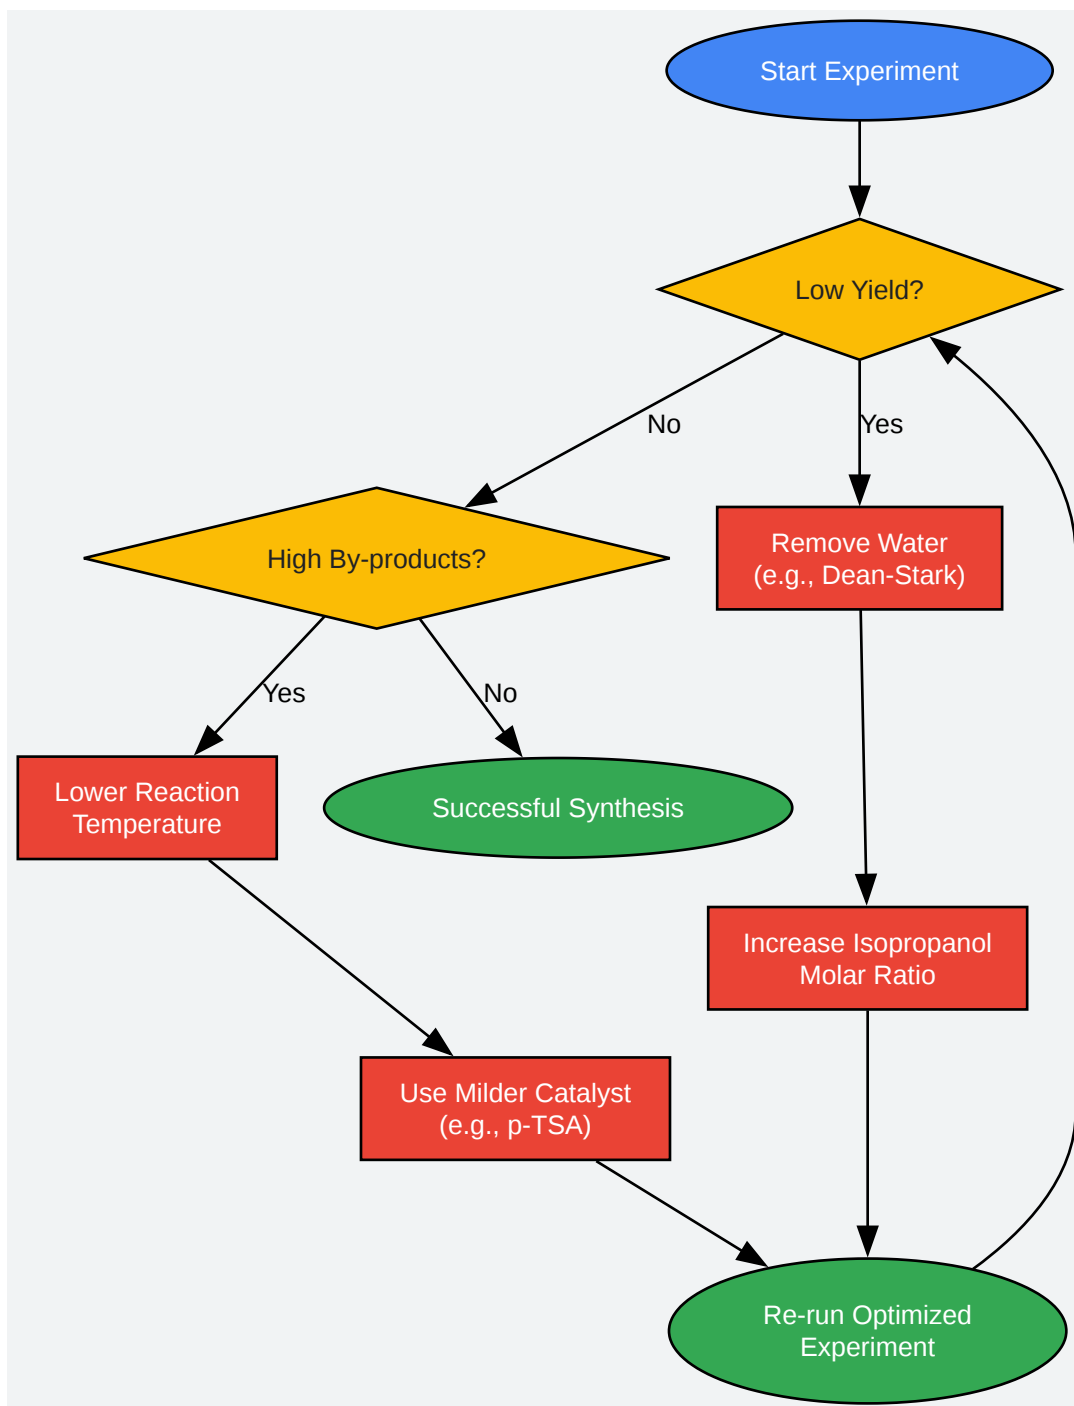 Start Experiment
Low Yield?
No
Yes
High By-products?
Remove Water
(e.g., Dean-Stark)
Yes
No
Lower Reaction
Temperature
Successful Synthesis
Increase Isopropanol
Molar Ratio
Use Milder Catalyst
(e.g., p-TSA)
Re-run Optimized
Experiment